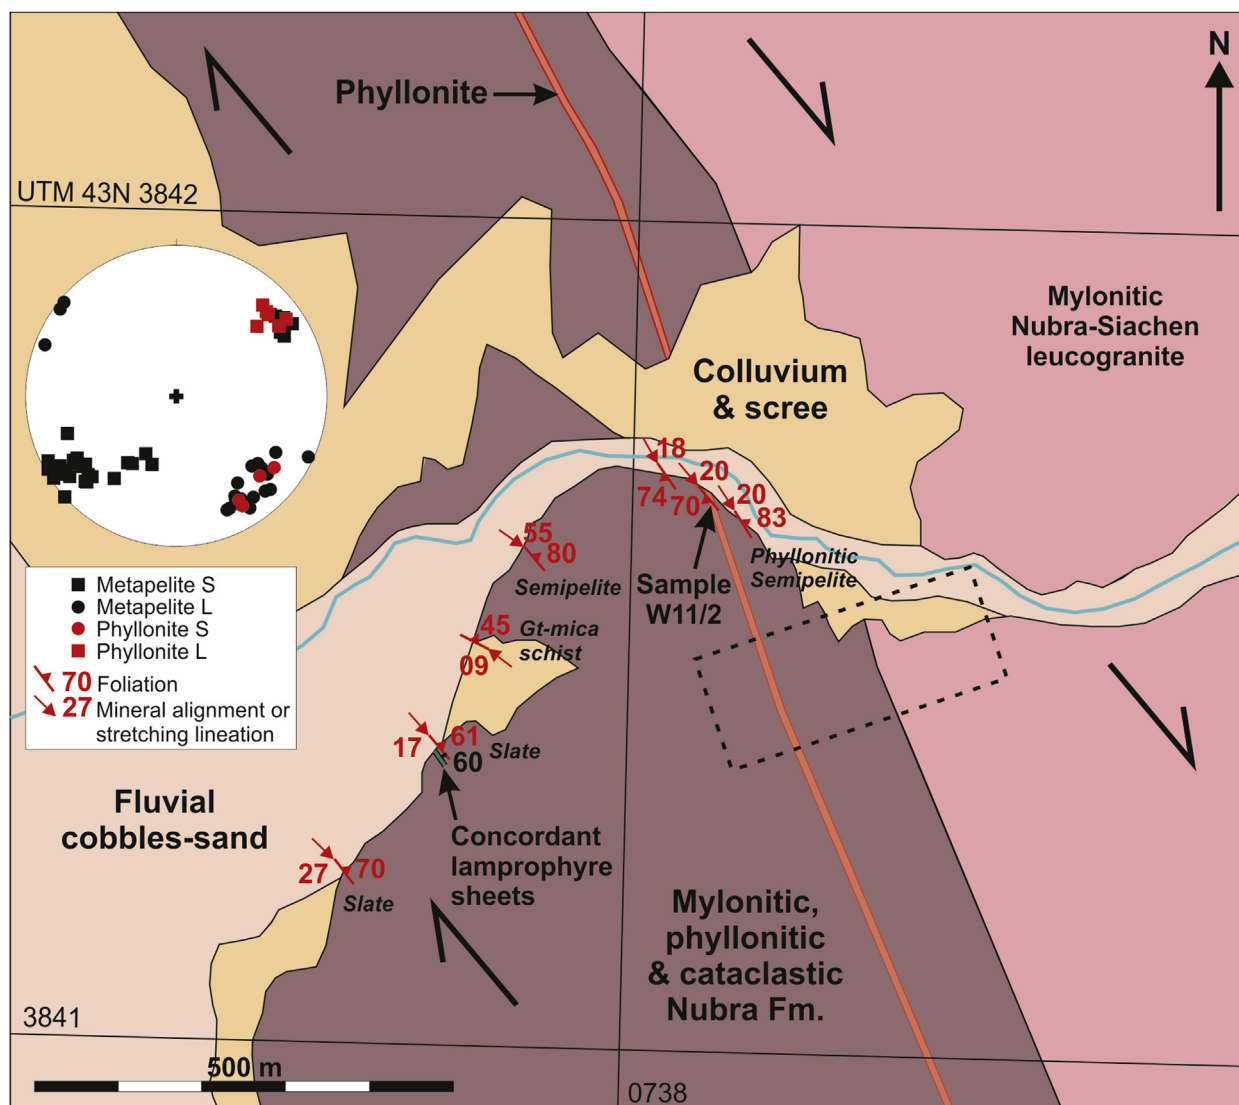 N
Phyllonite
UTM 43N 3842
Mylonitic
Nubra-Siachen
leucogranite
Colluvium
& scree
18
74
20
70
20
83
Phyllonitic
Semipelite
Sample
W11/2
55
80
Semipelite
45
09
Gt-mica
schist
17
61
60
Slate
27
70
Slate
Metapelite S
Metapelite L
Phyllonite S
Phyllonite L
70 Foliation
27 Mineral alignment or
stretching lineation
Fluvial
cobbles-sand
Concordant
lamprophyre
sheets
Mylonitic,
phyllonitic
& cataclastic
Nubra Fm.
3841
500 m
0738